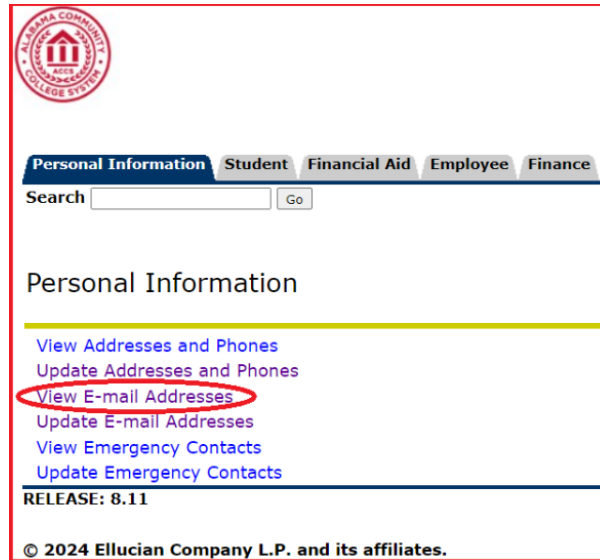 ALABAMA COMMUNITY
ACCS
COLLEGE SYSTEM
Personal Information Student Financial Aid Employee Finance
Search Go
Personal Information
View Addresses and Phones
Update Addresses and Phones
View E-mail Addresses
Update E-mail Addresses
View Emergency Contacts
Update Emergency Contacts
RELEASE: 8.11
© 2024 Ellucian Company L.P. and its affiliates.